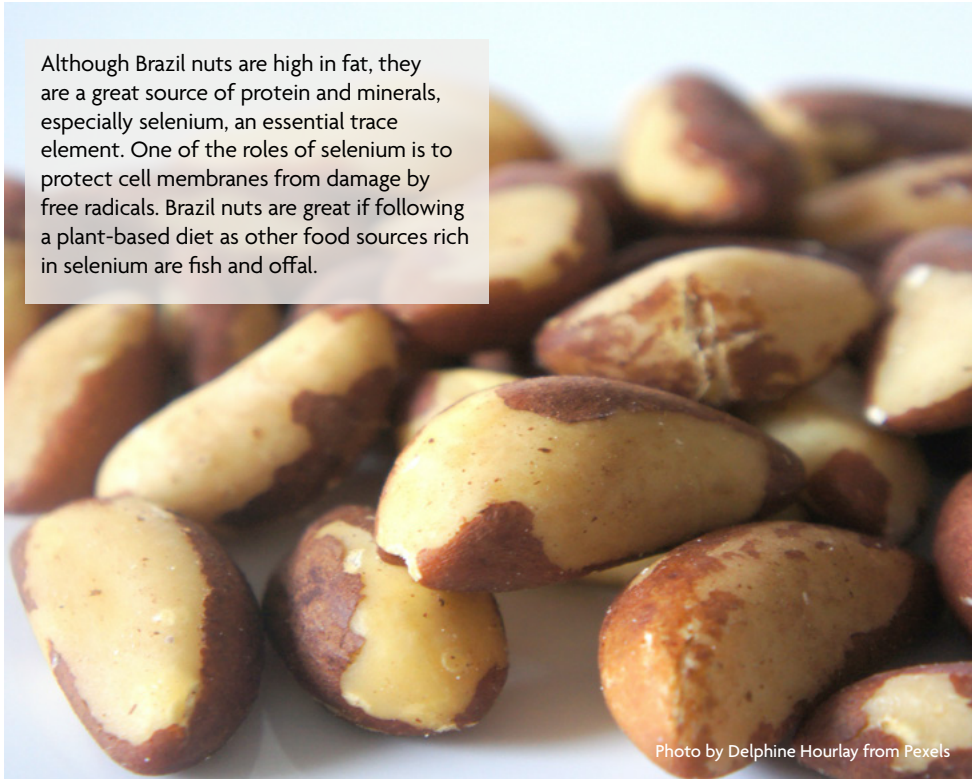 Although Brazil nuts are high in fat, they
are a great source of protein and minerals,
especially selenium, an essential trace
element. One of the roles of selenium is to
protect cell membranes from damage by
free radicals. Brazil nuts are great if following
a plant-based diet as other food sources rich
in selenium are fish and offal.
Photo by Delphine Hourlay from Pexels